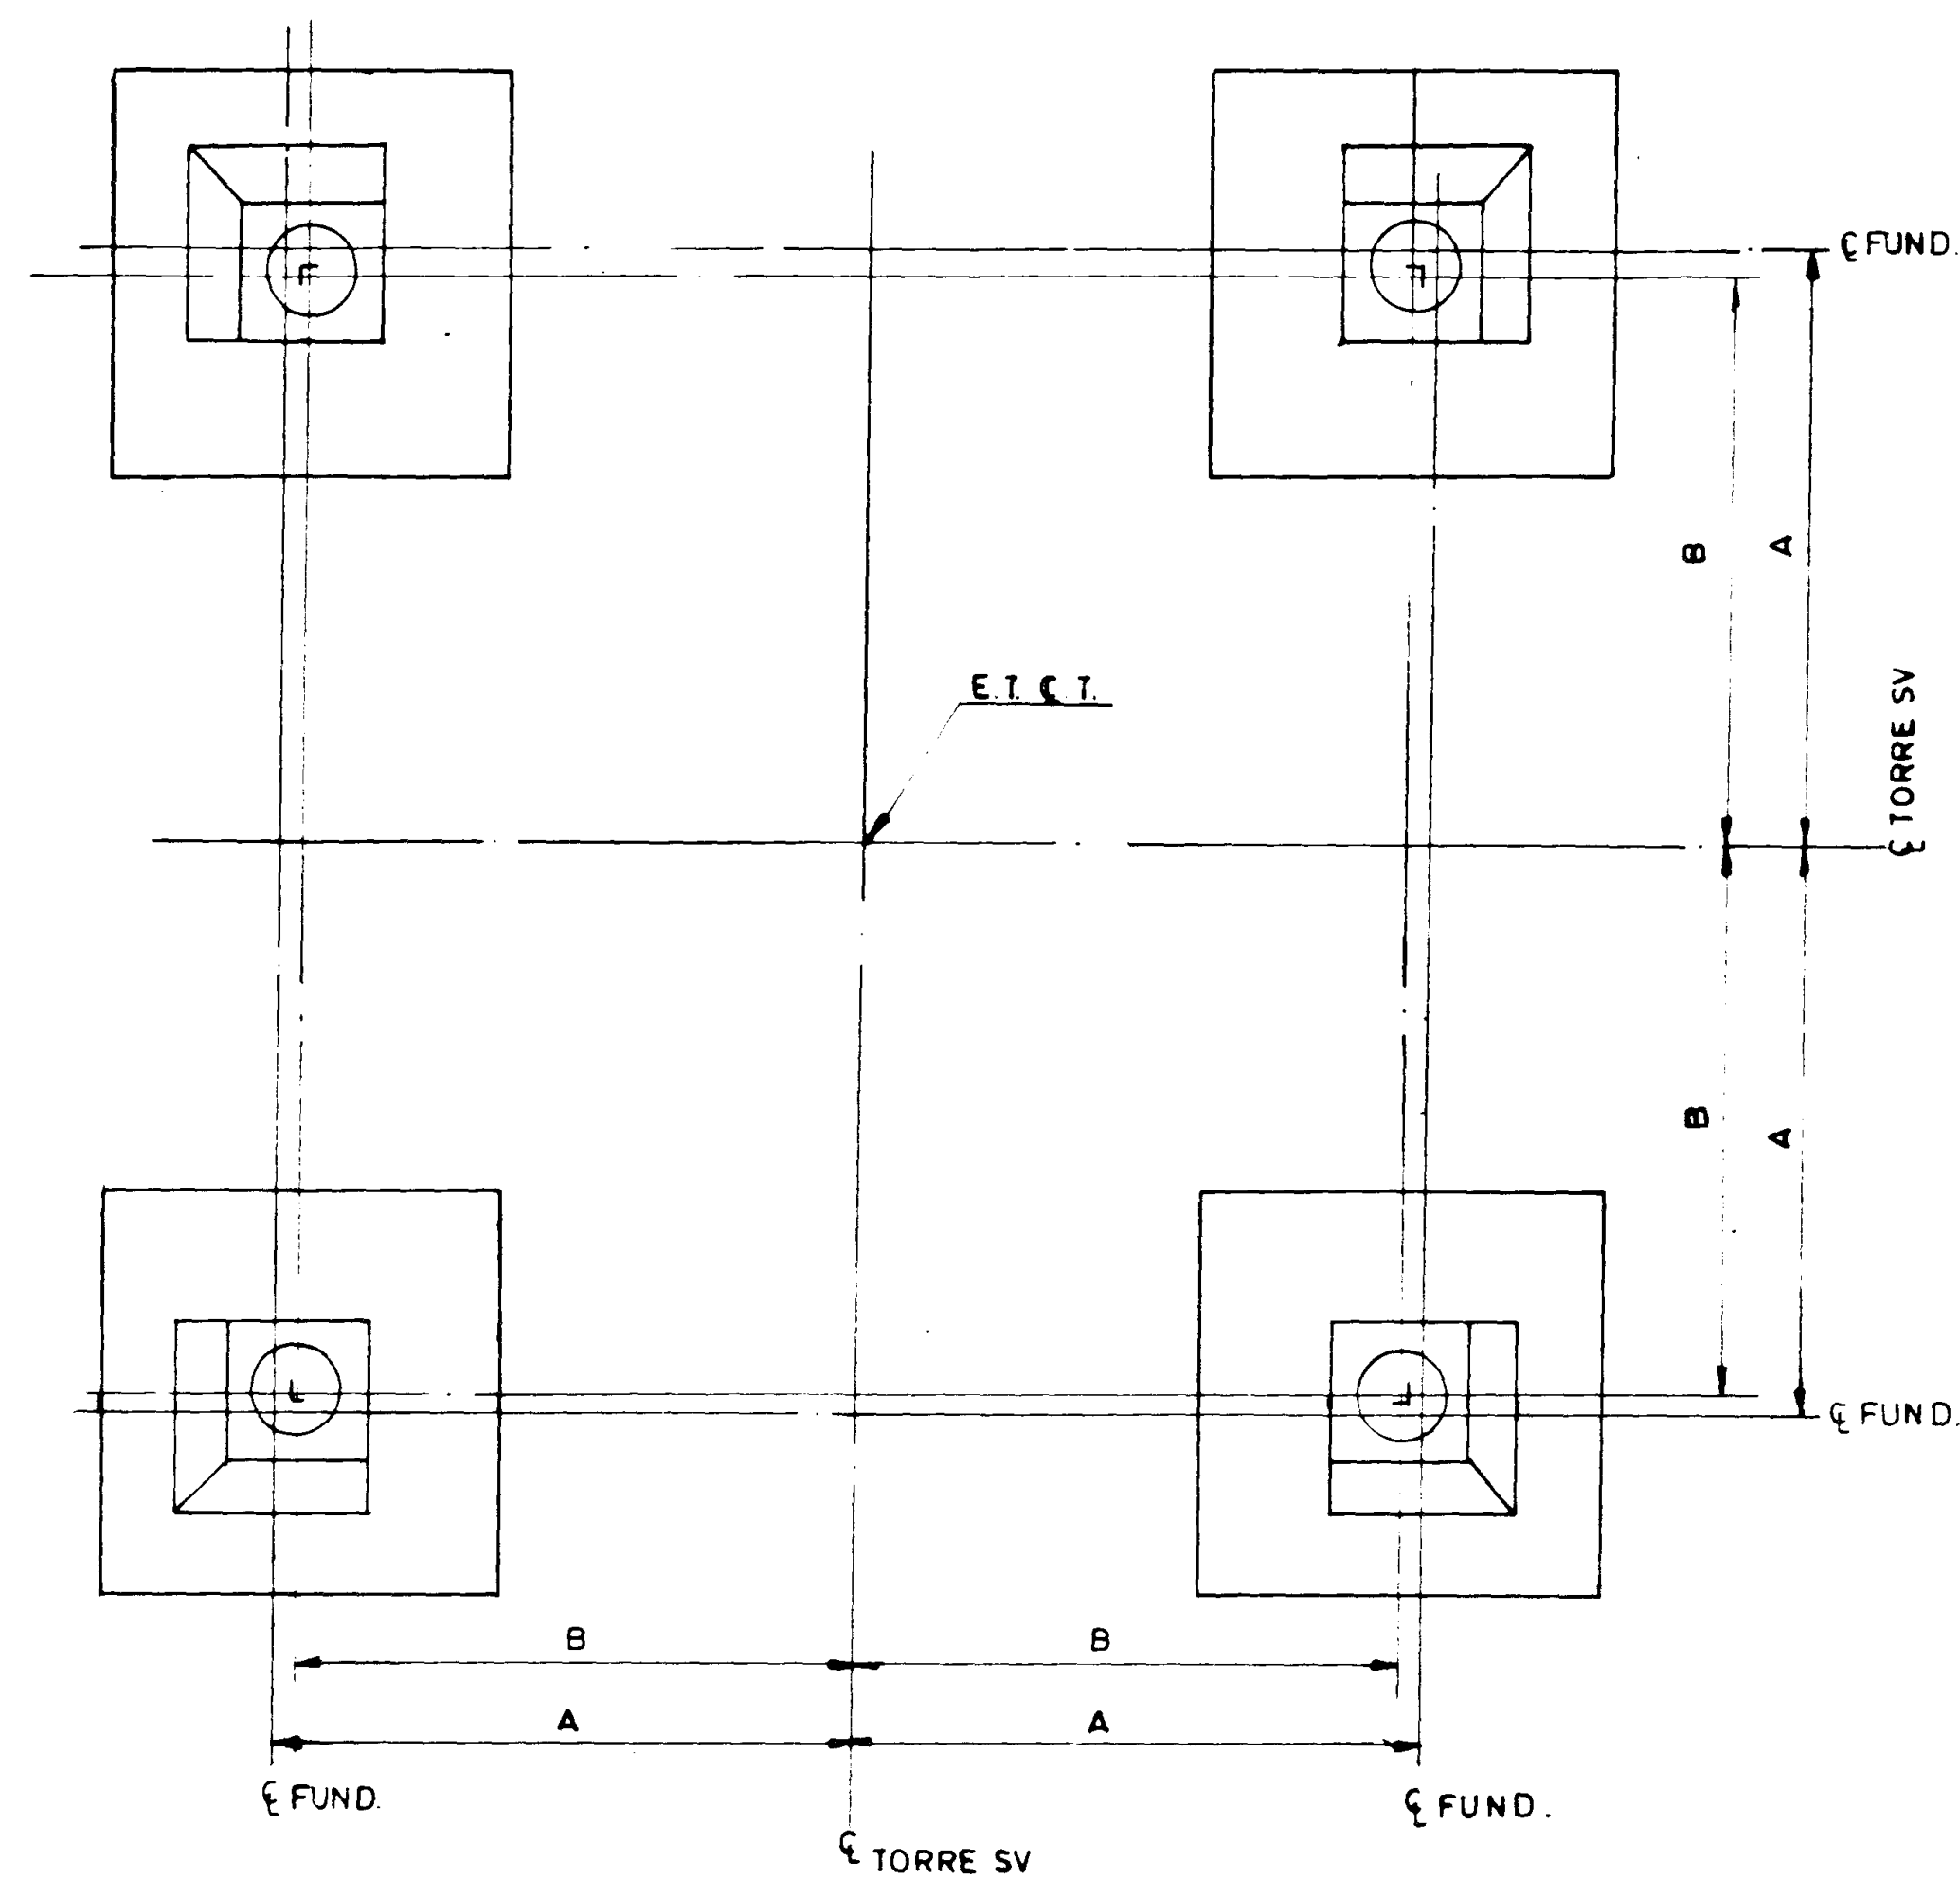 ℄ FUND.
B
A
E.T. ℄ T.
℄ TORRE SV
B
A
℄ FUND.
B
B
A
A
℄ FUND.
℄ FUND.
℄ TORRE SV